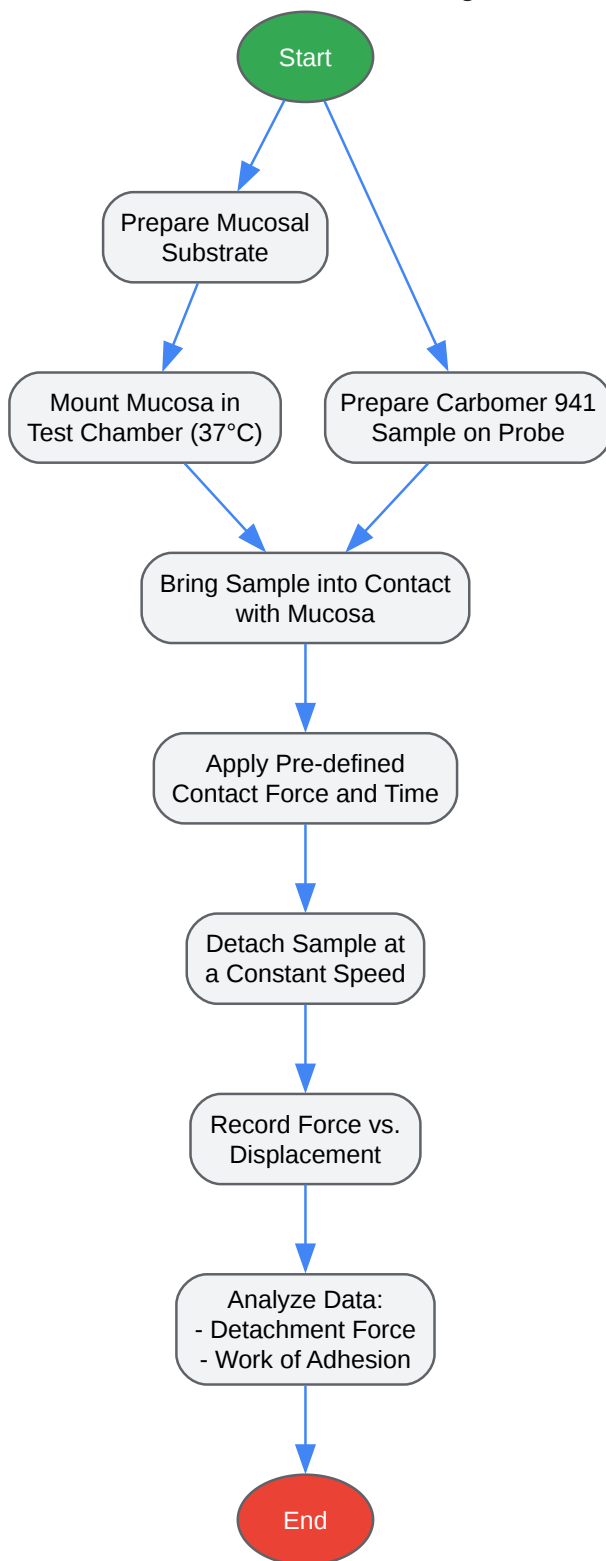 Start
Prepare Mucosal
Substrate
Mount Mucosa in
Test Chamber (37°C)
Prepare Carbomer 941
Sample on Probe
Bring Sample into Contact
with Mucosa
Apply Pre-defined
Contact Force and Time
Detach Sample at
a Constant Speed
Record Force vs.
Displacement
Analyze Data:
- Detachment Force
- Work of Adhesion
End